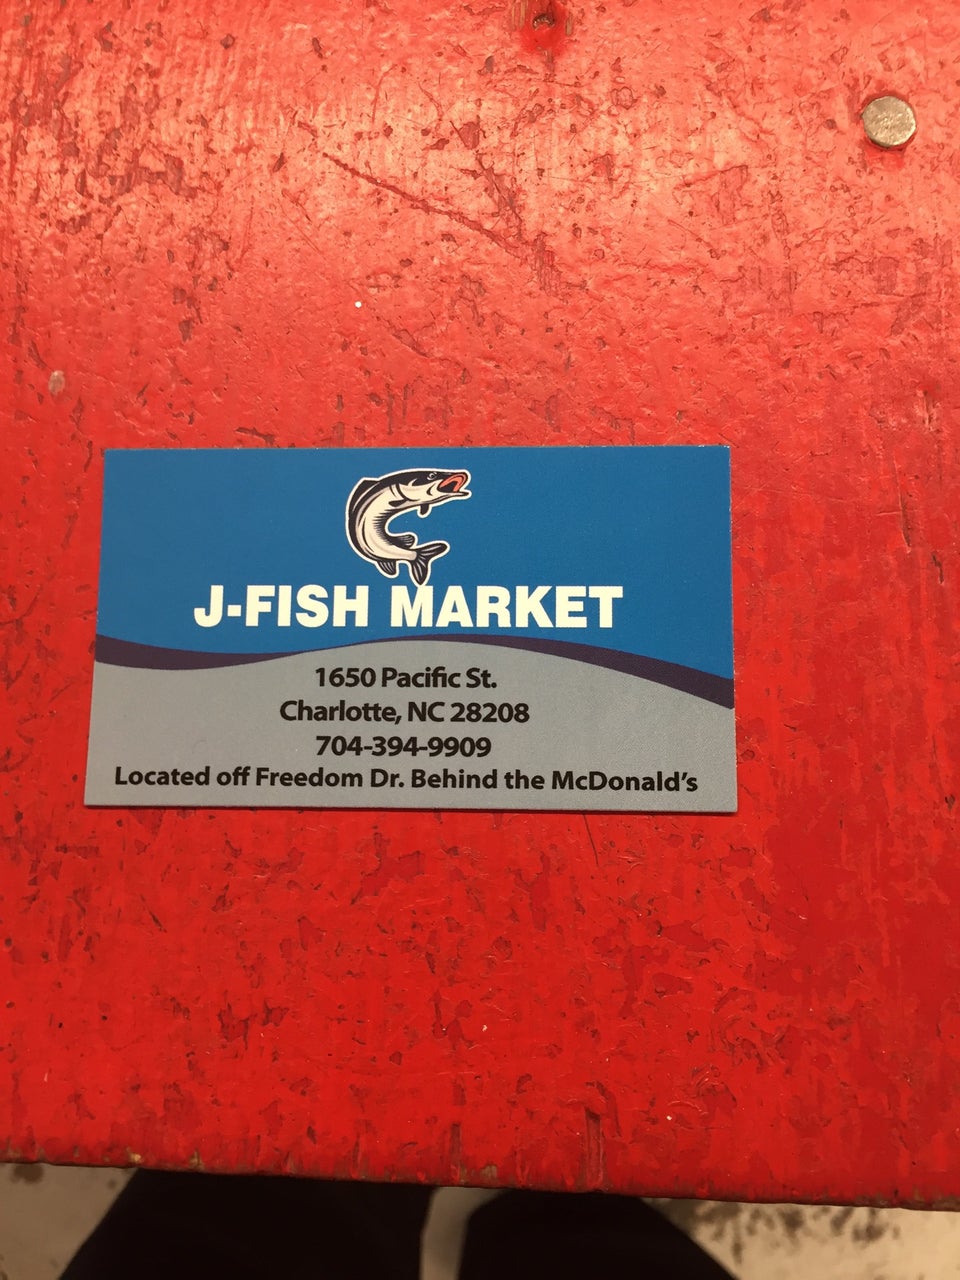 J-FISH MARKET
1650 Pacific St.
Charlotte, NC 28208
704-394-9909
Located off Freedom Dr. Behind the McDonald's